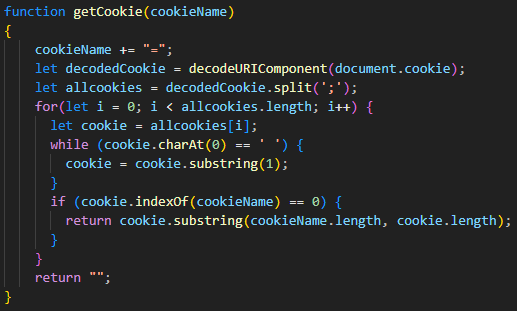 function getCookie(cookieName)
{
    cookieName += "=";
    let decodedCookie = decodeURIComponent(document.cookie);
    let allcookies = decodedCookie.split(';');
    for(let i = 0; i < allcookies.length; i++) {
      let cookie = allcookies[i];
      while (cookie.charAt(0) == ' ') {
        cookie = cookie.substring(1);
      }
      if (cookie.indexOf(cookieName) == 0) {
        return cookie.substring(cookieName.length, cookie.length);
      }
    }
    return "";
}